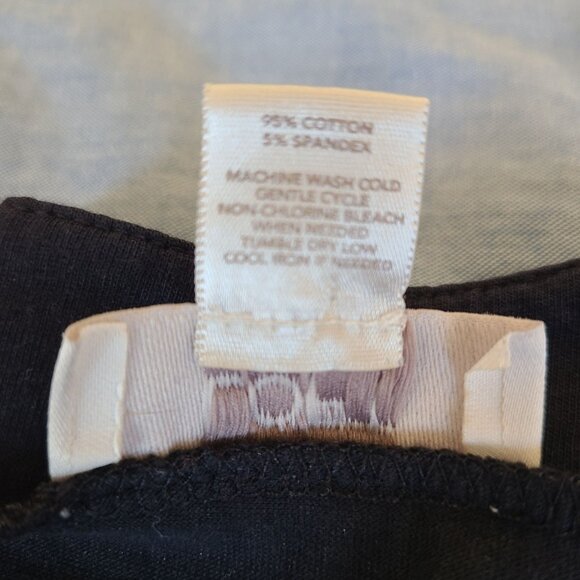 95% COTTON
5% SPANDEX
MACHINE WASH COLD
GENTLE CYCLE
NON-CHLORINE BLEACH
WHEN NEEDED
TUMBLE DRY LOW
COOL IRON IF NEEDED